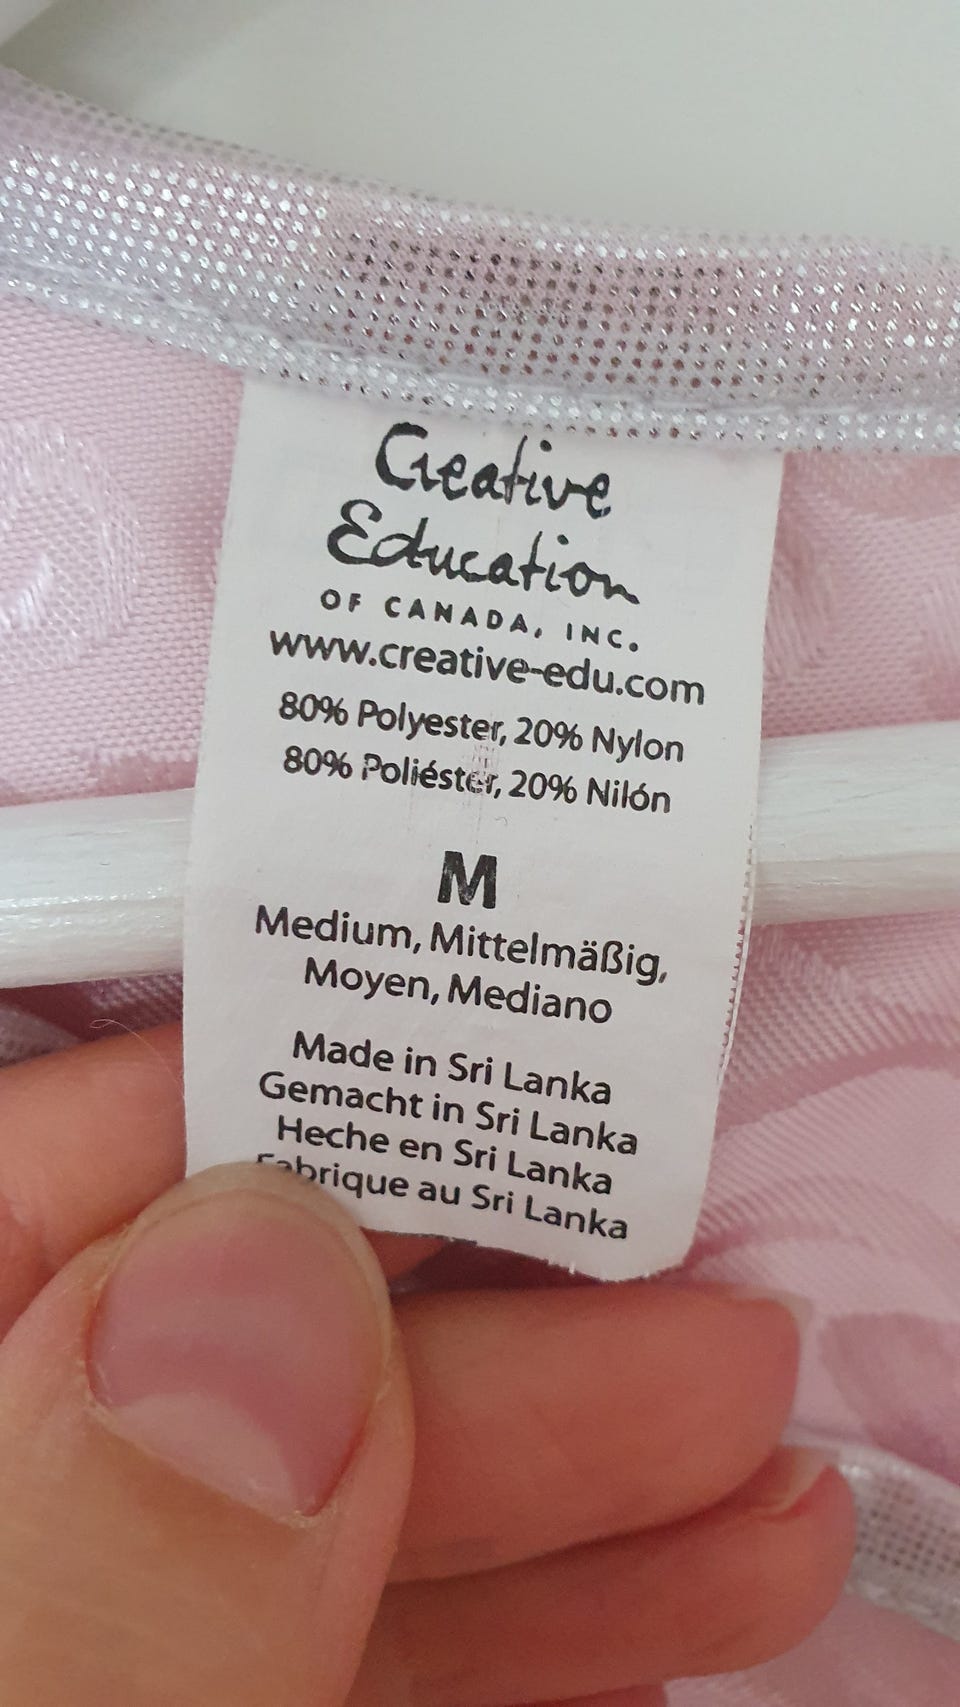 Creative
Education
OF CANADA, INC.
www.creative-edu.com
80% Polyester, 20% Nylon
80% Poliéster, 20% Nilón
M
Medium, Mittelmäßig,
Moyen, Mediano
Made in Sri Lanka
Gemacht in Sri Lanka
Heche en Sri Lanka
Fabrique au Sri Lanka